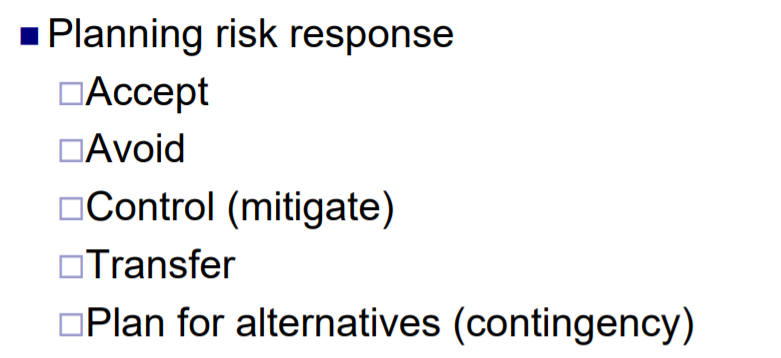 Planning risk response
Accept
Avoid
Control (mitigate)
Transfer
Plan for alternatives (contingency)